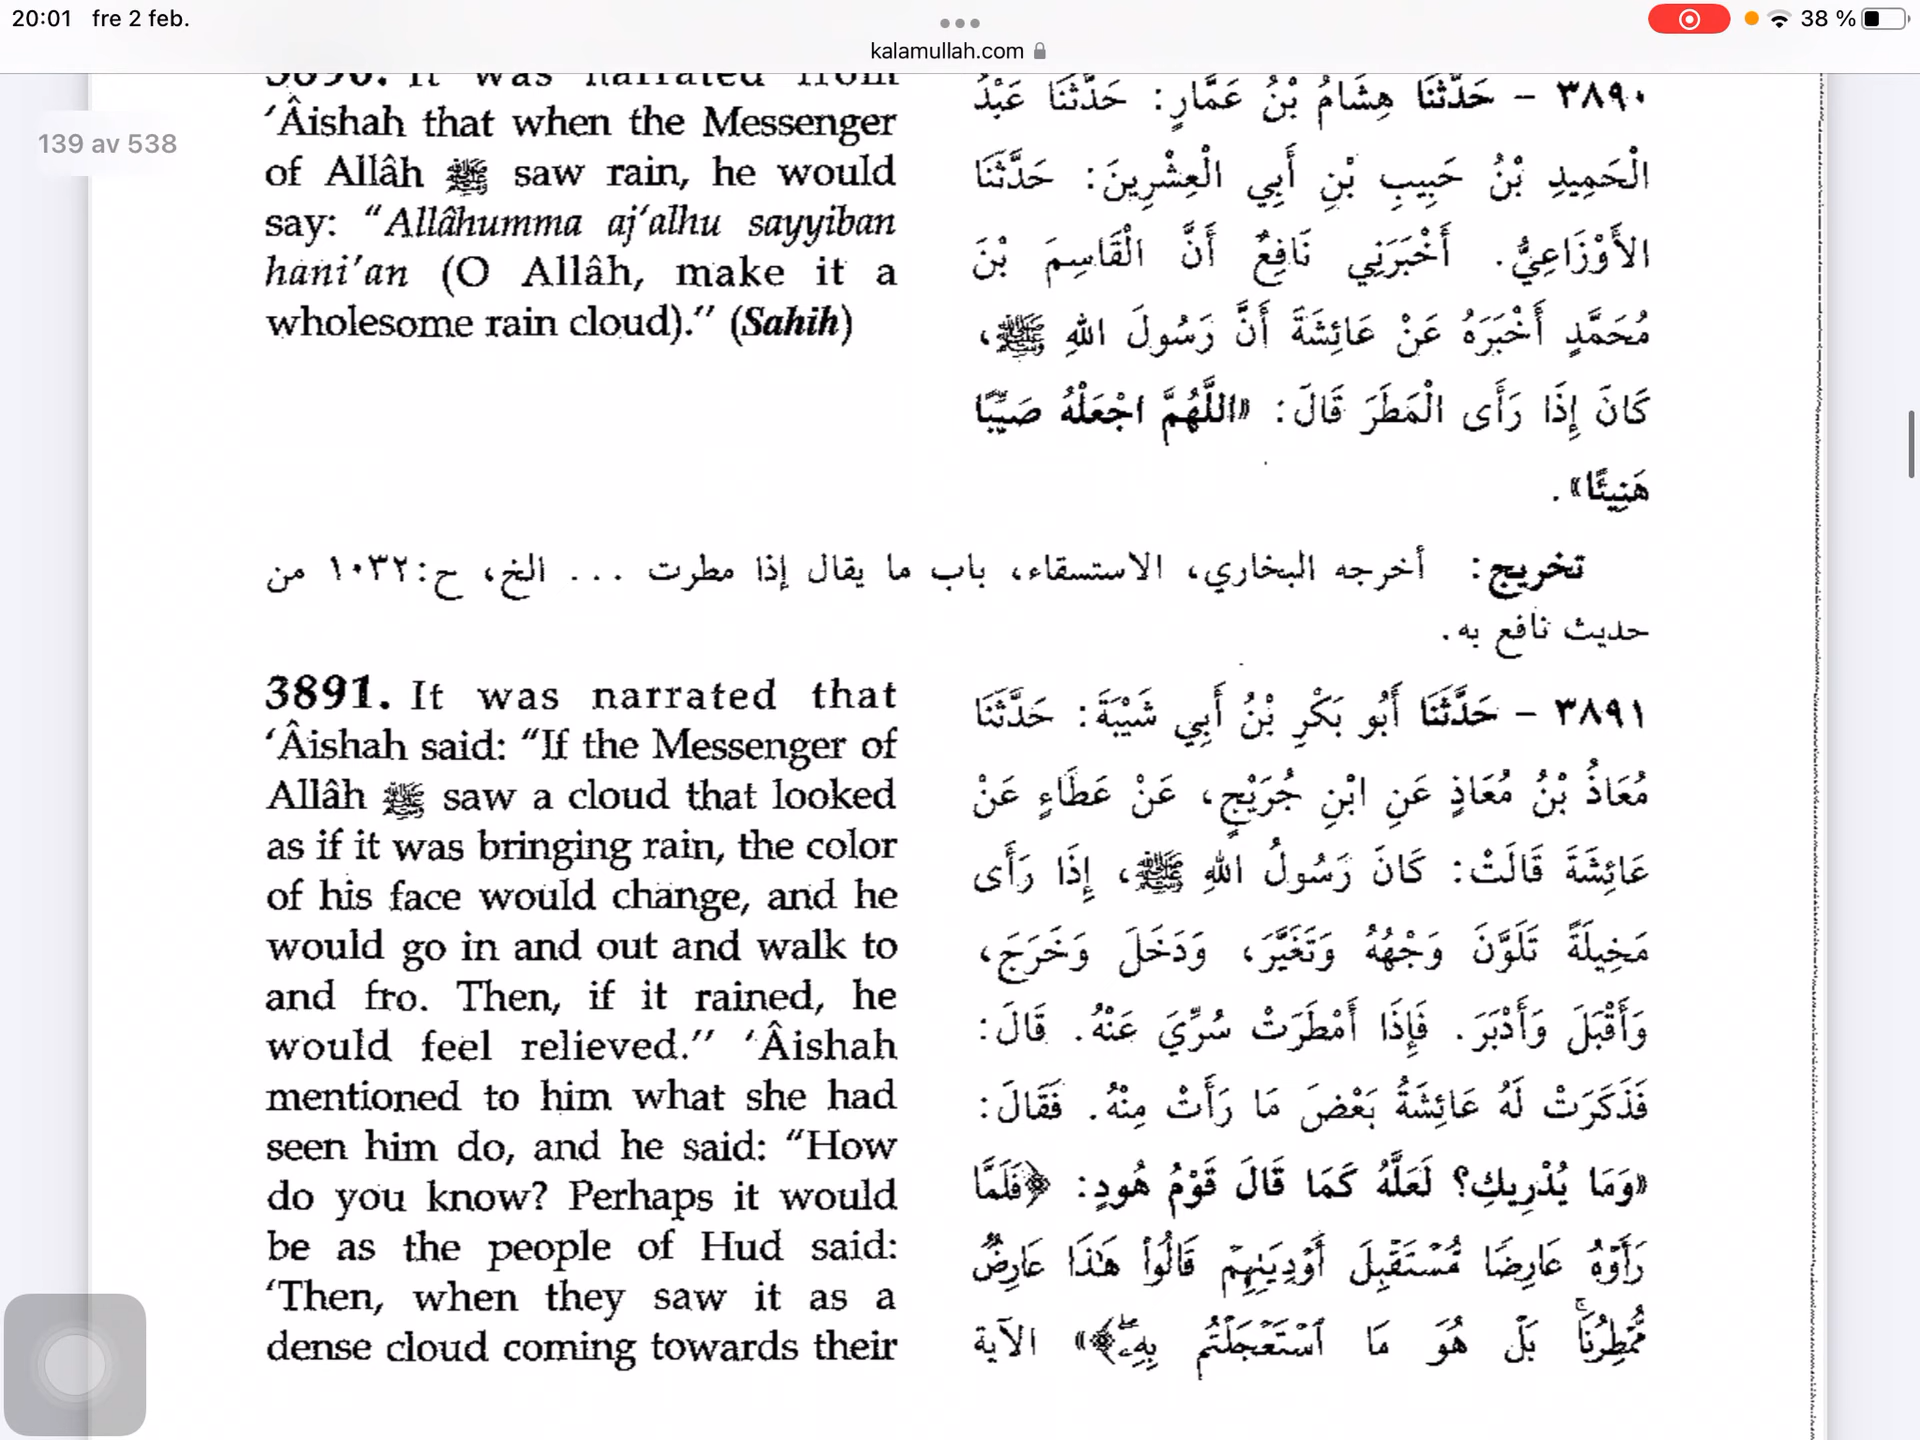 20:01 fre 2 feb.
38 %
kalamullah.com
139 av 538
3890. It was narrated from
‘Âishah that when the Messenger
of Allâh ﷺ saw rain, he would
say: “Allâhumma aj‘alhu sayyiban
hani’an (O Allâh, make it a
wholesome rain cloud).” (Sahih)
٣٨٩٠ – حَدَّثَنَا هِشَامُ بْنُ عَمَّارٍ: حَدَّثَنَا عَبْدُ
الْحَمِيدِ بْنُ حَبِيبِ بْنِ أَبِي الْعِشْرِينَ: حَدَّثَنَا
الأَوْزَاعِيُّ. أَخْبَرَنِي نَافِعٌ أَنَّ الْقَاسِمَ بْنَ
مُحَمَّدٍ أَخْبَرَهُ عَنْ عَائِشَةَ أَنَّ رَسُولَ اللهِ ﷺ،
كَانَ إِذَا رَأَى الْمَطَرَ قَالَ: «اللَّهُمَّ اجْعَلْهُ صَيِّبًا
هَنِيئًا».
تخريج: أخرجه البخاري، الاستسقاء، باب ما يقال إذا مطرت ... الخ، ح:١٠٣٢ من
حديث نافع به.
3891. It was narrated that
‘Âishah said: “If the Messenger of
Allâh ﷺ saw a cloud that looked
as if it was bringing rain, the color
of his face would change, and he
would go in and out and walk to
and fro. Then, if it rained, he
would feel relieved.” ‘Âishah
mentioned to him what she had
seen him do, and he said: “How
do you know? Perhaps it would
be as the people of Hud said:
‘Then, when they saw it as a
dense cloud coming towards their
٣٨٩١ – حَدَّثَنَا أَبُو بَكْرِ بْنُ أَبِي شَيْبَةَ: حَدَّثَنَا
مُعَاذُ بْنُ مُعَاذٍ عَنِ ابْنِ جُرَيْجٍ، عَنْ عَطَاءٍ عَنْ
عَائِشَةَ قَالَتْ: كَانَ رَسُولُ اللهِ ﷺ، إِذَا رَأَى
مَخِيلَةً تَلَوَّنَ وَجْهُهُ وَتَغَيَّرَ، وَدَخَلَ وَخَرَجَ،
وَأَقْبَلَ وَأَدْبَرَ. فَإِذَا أَمْطَرَتْ سُرِّيَ عَنْهُ. قَالَ:
فَذَكَرَتْ لَهُ عَائِشَةُ بَعْضَ مَا رَأَتْ مِنْهُ. فَقَالَ:
«وَمَا يُدْرِيكِ؟ لَعَلَّهُ كَمَا قَالَ قَوْمُ هُودٍ: ﴿فَلَمَّا
رَأَوْهُ عَارِضًا مُّسْتَقْبِلَ أَوْدِيَتِهِمْ قَالُوا هَٰذَا عَارِضٌ
مُّمْطِرُنَا ۚ بَلْ هُوَ مَا ٱسْتَعْجَلْتُم بِهِۦ ۖ﴾» الآية